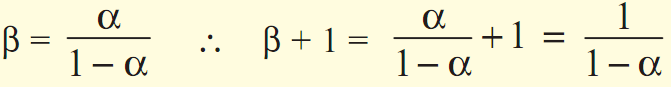 β = α / (1 − α) ∴ β + 1 = α / (1 − α) + 1 = 1 / (1 − α)